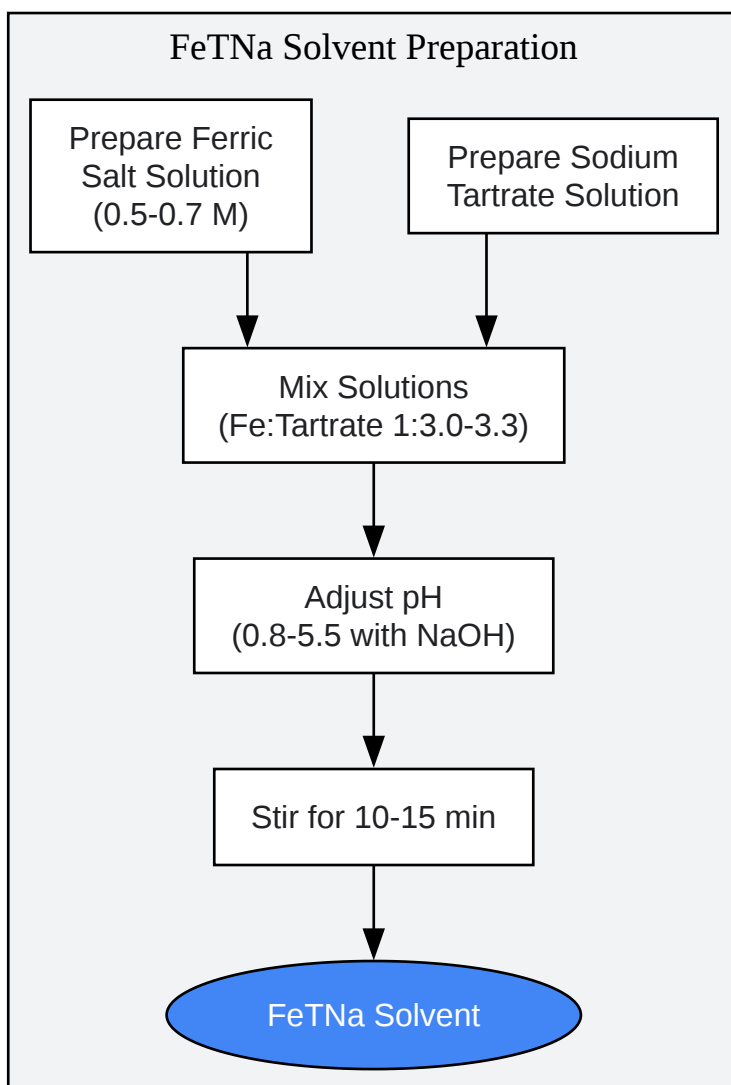 FeTNa Solvent Preparation
Prepare Ferric
Salt Solution
(0.5-0.7 M)
Prepare Sodium
Tartrate Solution
Mix Solutions
(Fe:Tartrate 1:3.0-3.3)
Adjust pH
(0.8-5.5 with NaOH)
Stir for 10-15 min
FeTNa Solvent